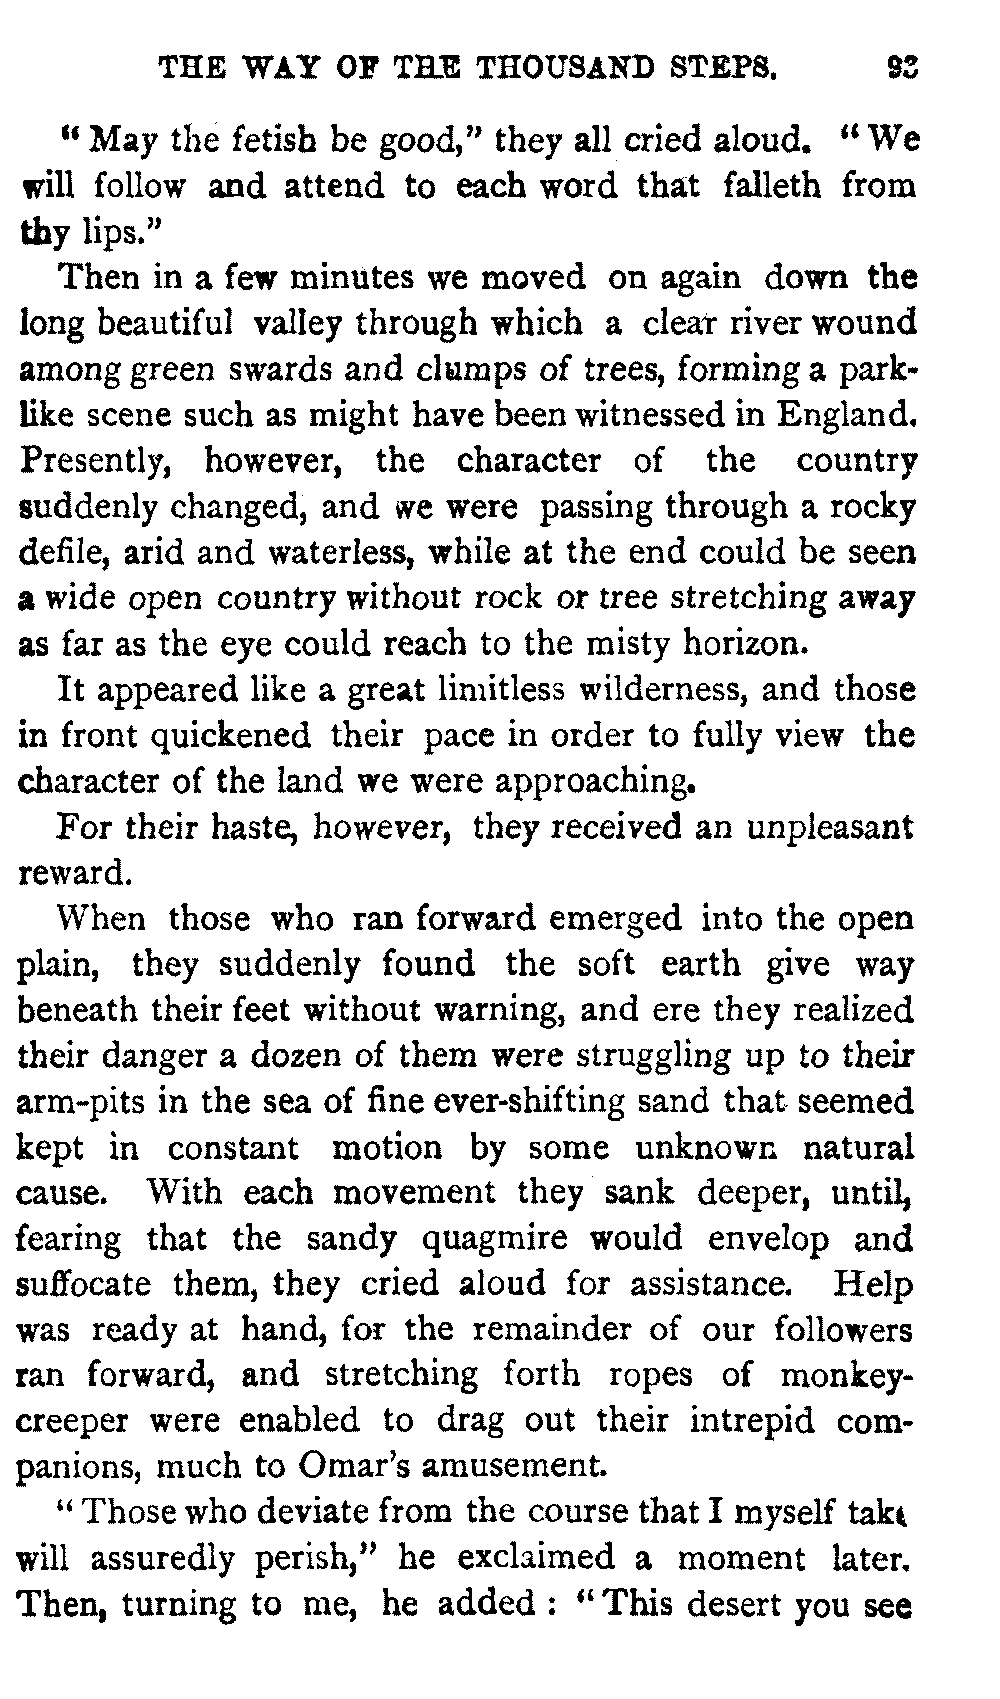 THE WAY OF THE THOUSAND STEPS. 93
“May the fetish be good,” they all cried aloud. “We
will follow and attend to each word that falleth from
thy lips.”
Then in a few minutes we moved on again down the
long beautiful valley through which a clear river wound
among green swards and clumps of trees, forming a park-
like scene such as might have been witnessed in England.
Presently, however, the character of the country
suddenly changed, and we were passing through a rocky
defile, arid and waterless, while at the end could be seen
a wide open country without rock or tree stretching away
as far as the eye could reach to the misty horizon.
It appeared like a great limitless wilderness, and those
in front quickened their pace in order to fully view the
character of the land we were approaching.
For their haste, however, they received an unpleasant
reward.
When those who ran forward emerged into the open
plain, they suddenly found the soft earth give way
beneath their feet without warning, and ere they realized
their danger a dozen of them were struggling up to their
arm-pits in the sea of fine ever-shifting sand that seemed
kept in constant motion by some unknown natural
cause. With each movement they sank deeper, until,
fearing that the sandy quagmire would envelop and
suffocate them, they cried aloud for assistance. Help
was ready at hand, for the remainder of our followers
ran forward, and stretching forth ropes of monkey-
creeper were enabled to drag out their intrepid com-
panions, much to Omar’s amusement.
“Those who deviate from the course that I myself take
will assuredly perish,” he exclaimed a moment later.
Then, turning to me, he added : “This desert you see